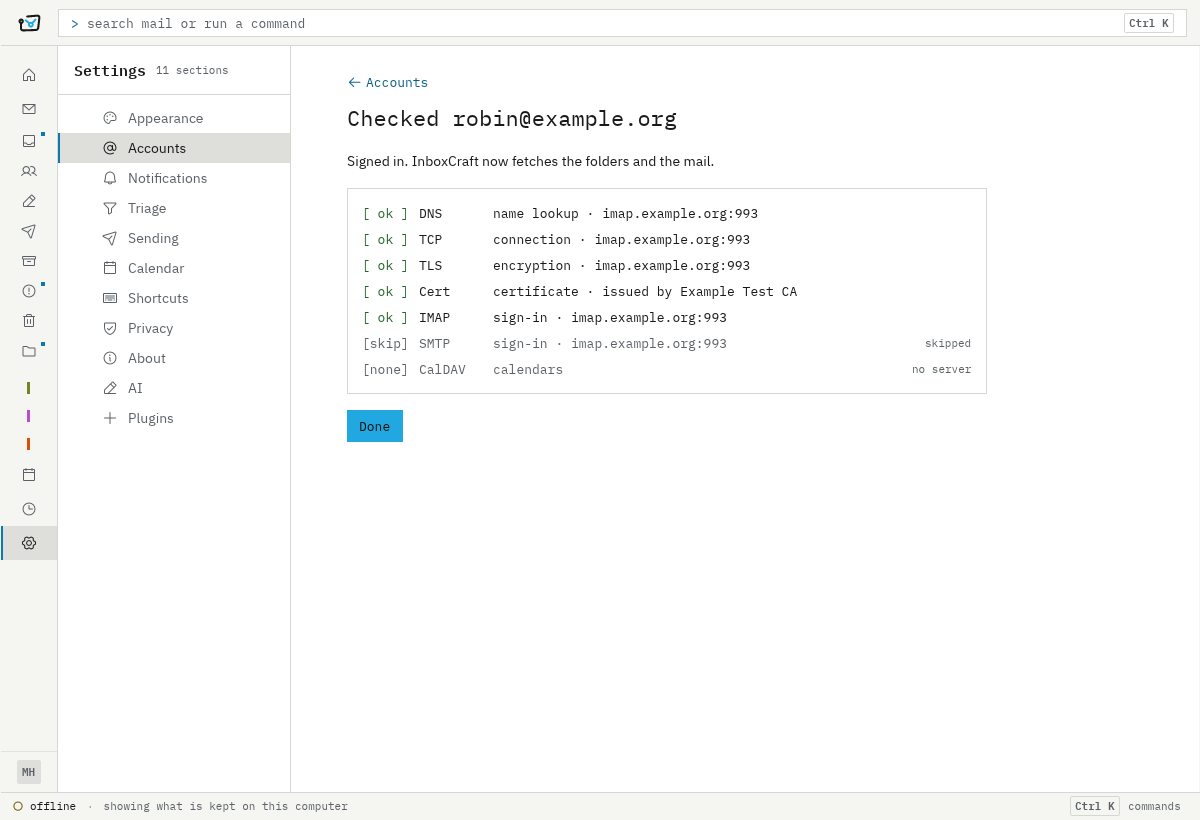 > search mail or run a command Ctrl K
Settings 11 sections
Appearance
Accounts
Notifications
Triage
Sending
Calendar
Shortcuts
Privacy
About
AI
Plugins
← Accounts
Checked robin@example.org
Signed in. InboxCraft now fetches the folders and the mail.
[ ok ] DNS name lookup · imap.example.org:993
[ ok ] TCP connection · imap.example.org:993
[ ok ] TLS encryption · imap.example.org:993
[ ok ] Cert certificate · issued by Example Test CA
[ ok ] IMAP sign-in · imap.example.org:993
[skip] SMTP sign-in · imap.example.org:993 skipped
[none] CalDAV calendars no server
Done
MH
offline · showing what is kept on this computer Ctrl K commands